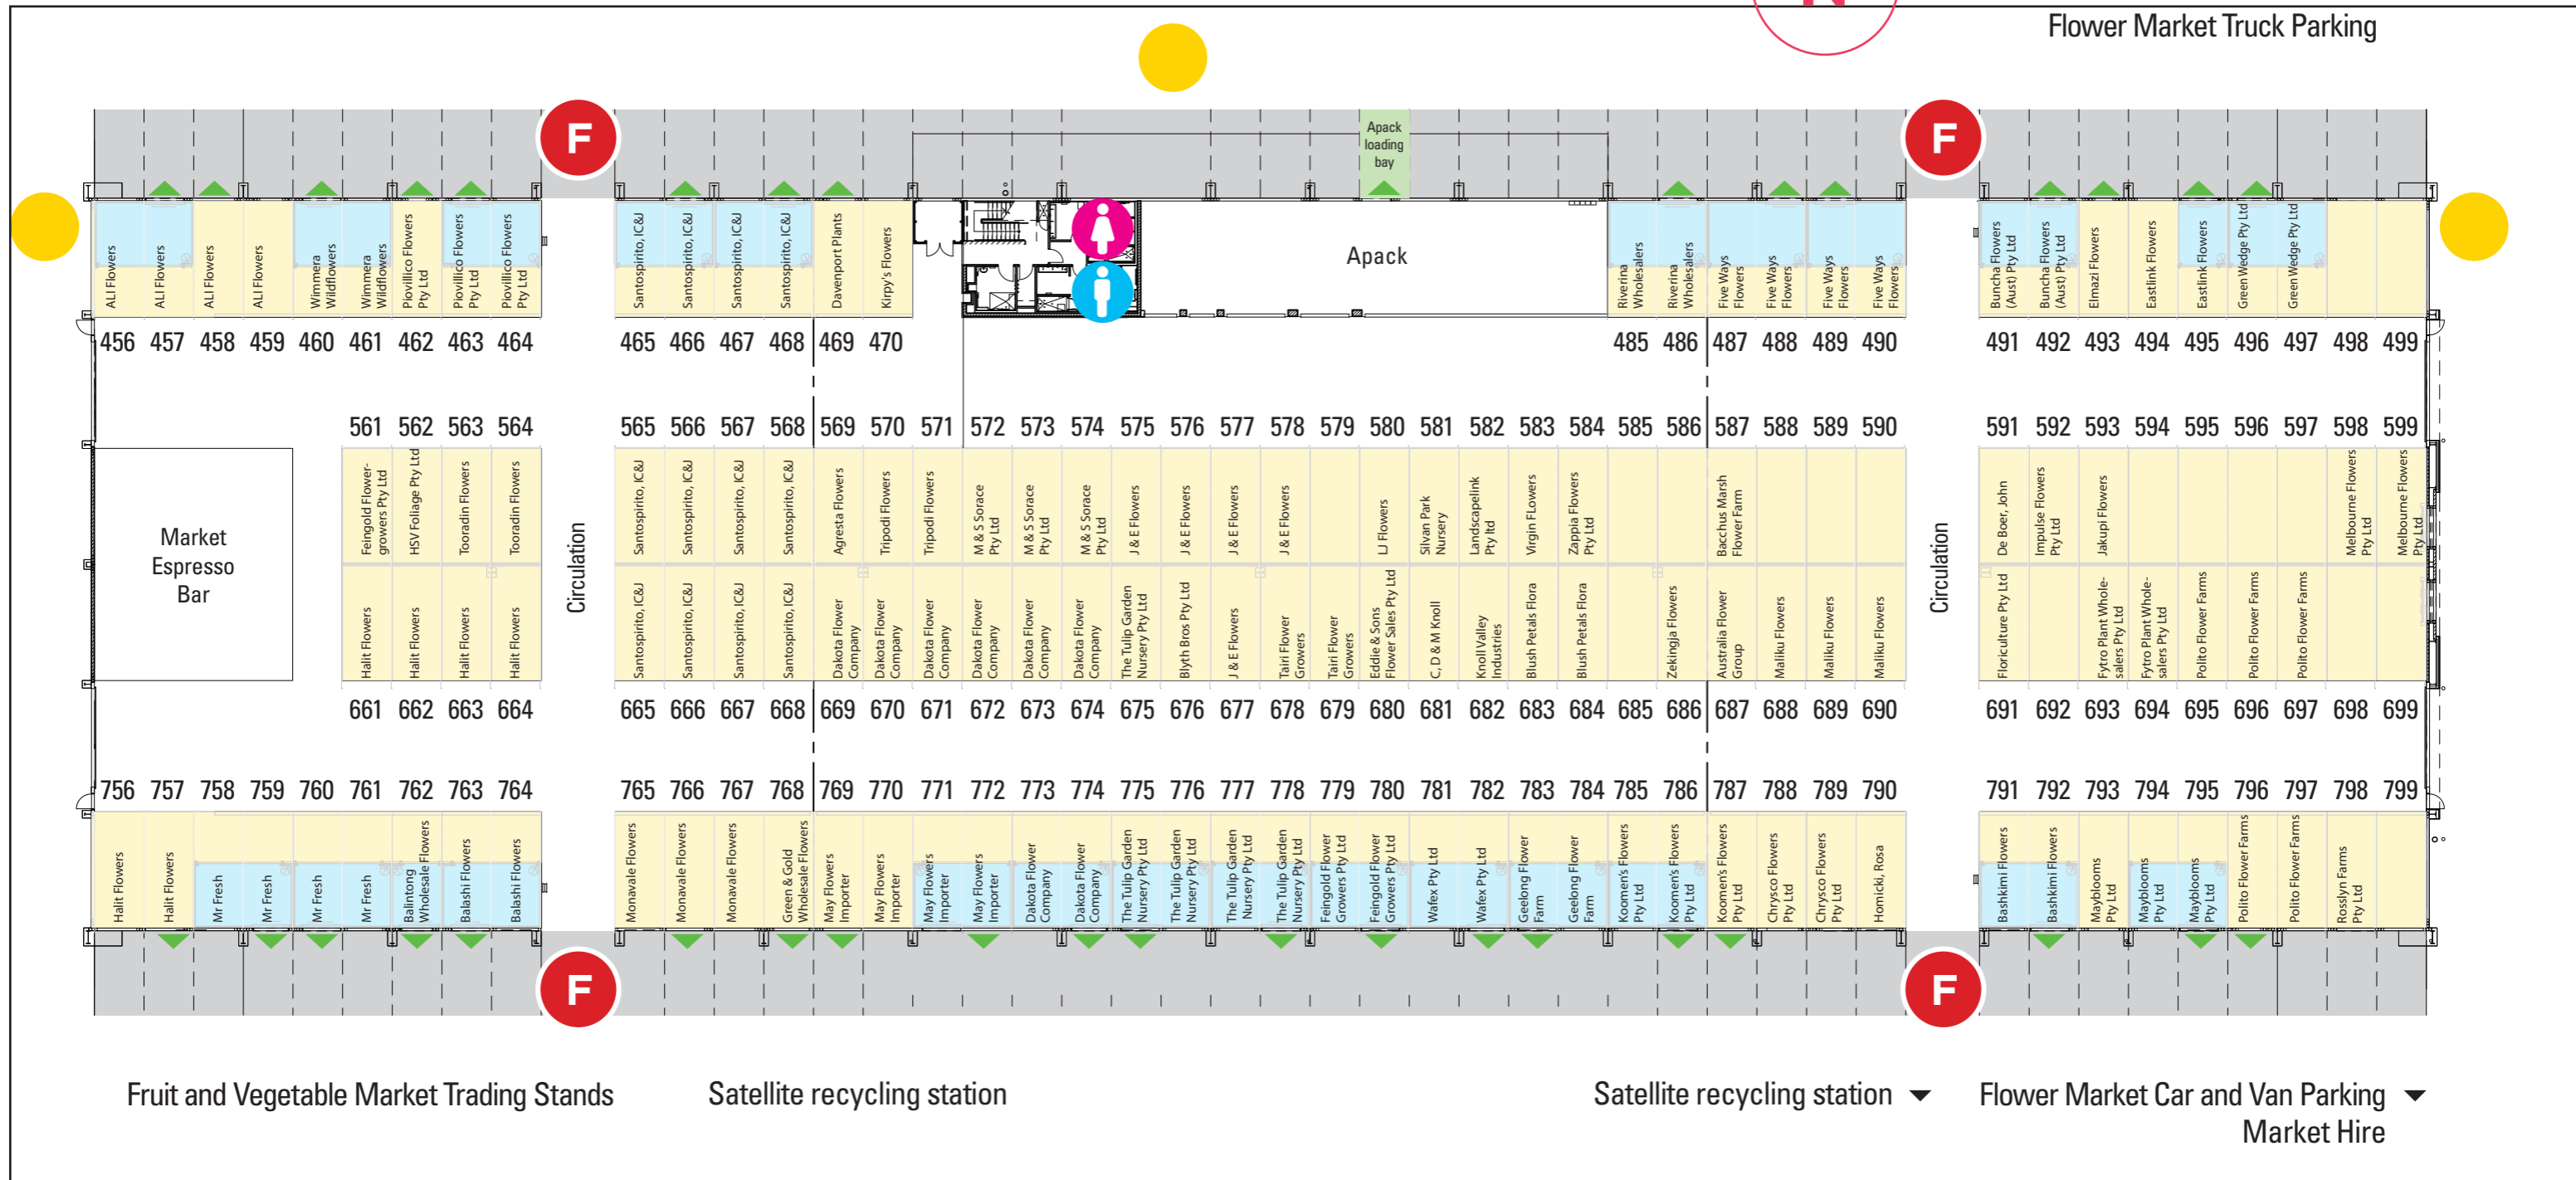 N
Flower Market Truck Parking
F
F
Apack
loading
bay
ALI Flowers
ALI Flowers
ALI Flowers
ALI Flowers
Wimmera
Wildflowers
Wimmera
Wildflowers
Piovillico Flowers
Pty Ltd
Piovillico Flowers
Pty Ltd
Piovillico Flowers
Pty Ltd
Santospirito, IC&J
Santospirito, IC&J
Santospirito, IC&J
Santospirito, IC&J
Davenport Plants
Kirpy's Flowers
Apack
Riverina
Wholesalers
Riverina
Wholesalers
Five Ways
Flowers
Five Ways
Flowers
Five Ways
Flowers
Five Ways
Flowers
Buncha Flowers
(Aust) Pty Ltd
Buncha Flowers
(Aust) Pty Ltd
Elmazi Flowers
Eastlink Flowers
Eastlink Flowers
Green Wedge Pty Ltd
Green Wedge Pty Ltd
456 457 458 459 460 461 462 463 464 465 466 467 468 469 470 485 486 487 488 489 490 491 492 493 494 495 496 497 498 499
561 562 563 564 565 566 567 568 569 570 571 572 573 574 575 576 577 578 579 580 581 582 583 584 585 586 587 588 589 590 591 592 593 594 595 596 597 598 599
Market
Espresso
Bar
Feingold Flower-
growers Pty Ltd
HSV Foliage Pty Ltd
Tooradin Flowers
Tooradin Flowers
Circulation
Santospirito, IC&J
Santospirito, IC&J
Santospirito, IC&J
Santospirito, IC&J
Agresta Flowers
Tripodi Flowers
Tripodi Flowers
M & S Sorace
Pty Ltd
M & S Sorace
Pty Ltd
M & S Sorace
Pty Ltd
J & E Flowers
J & E Flowers
J & E Flowers
J & E Flowers
LJ Flowers
Silvan Park
Nursery
Landscapelink
Pty ltd
Virgin FLowers
Zappia Flowers
Pty Ltd
Bacchus Marsh
Flower Farm
Circulation
De Boer, John
Impulse Flowers
Pty Ltd
Jakupi Flowers
Melbourne Flowers
Pty Ltd
Melbourne Flowers
Pty Ltd
Halit Flowers
Halit Flowers
Halit Flowers
Halit Flowers
Santospirito, IC&J
Santospirito, IC&J
Santospirito, IC&J
Santospirito, IC&J
Dakota Flower
Company
Dakota Flower
Company
Dakota Flower
Company
Dakota Flower
Company
Dakota Flower
Company
Dakota Flower
Company
The Tulip Garden
Nursery Pty Ltd
Blyth Bros Pty Ltd
J & E Flowers
Tairi Flower
Growers
Tairi Flower
Growers
Eddie & Sons
Flower Sales Pty Ltd
C, D & M Knoll
Knoll Valley
Industries
Blush Petals Flora
Blush Petals Flora
Zekingja Flowers
Australia Flower
Group
Maliku Flowers
Maliku Flowers
Maliku Flowers
Floriculture Pty Ltd
Fytro Plant Whole-
salers Pty Ltd
Fytro Plant Whole-
salers Pty Ltd
Polito Flower Farms
Polito Flower Farms
Polito Flower Farms
661 662 663 664 665 666 667 668 669 670 671 672 673 674 675 676 677 678 679 680 681 682 683 684 685 686 687 688 689 690 691 692 693 694 695 696 697 698 699
756 757 758 759 760 761 762 763 764 765 766 767 768 769 770 771 772 773 774 775 776 777 778 779 780 781 782 783 784 785 786 787 788 789 790 791 792 793 794 795 796 797 798 799
Halit Flowers
Halit Flowers
Mr Fresh
Mr Fresh
Mr Fresh
Mr Fresh
Balintong
Wholesale Flowers
Balashi Flowers
Balashi Flowers
Monavale Flowers
Monavale Flowers
Monavale Flowers
Green & Gold
Wholesale Flowers
May Flowers
Importer
May Flowers
Importer
May Flowers
Importer
May Flowers
Importer
Dakota Flower
Company
Dakota Flower
Company
The Tulip Garden
Nursery Pty Ltd
The Tulip Garden
Nursery Pty Ltd
The Tulip Garden
Nursery Pty Ltd
The Tulip Garden
Nursery Pty Ltd
Feingold Flower
Growers Pty Ltd
Feingold Flower
Growers Pty Ltd
Wafex Pty Ltd
Wafex Pty Ltd
Geelong Flower
Farm
Geelong Flower
Farm
Koomen's Flowers
Pty Ltd
Koomen's Flowers
Pty Ltd
Koomen's Flowers
Pty Ltd
Chrysco Flowers
Pty Ltd
Chrysco Flowers
Pty Ltd
Homicki, Rosa
Bashkimi Flowers
Bashkimi Flowers
Mayblooms
Pty Ltd
Mayblooms
Pty Ltd
Mayblooms
Pty Ltd
Polito Flower Farms
Polito Flower Farms
Rosslyn Farms
Pty Ltd
F
F
Fruit and Vegetable Market Trading Stands
Satellite recycling station
Satellite recycling station
Flower Market Car and Van Parking
Market Hire